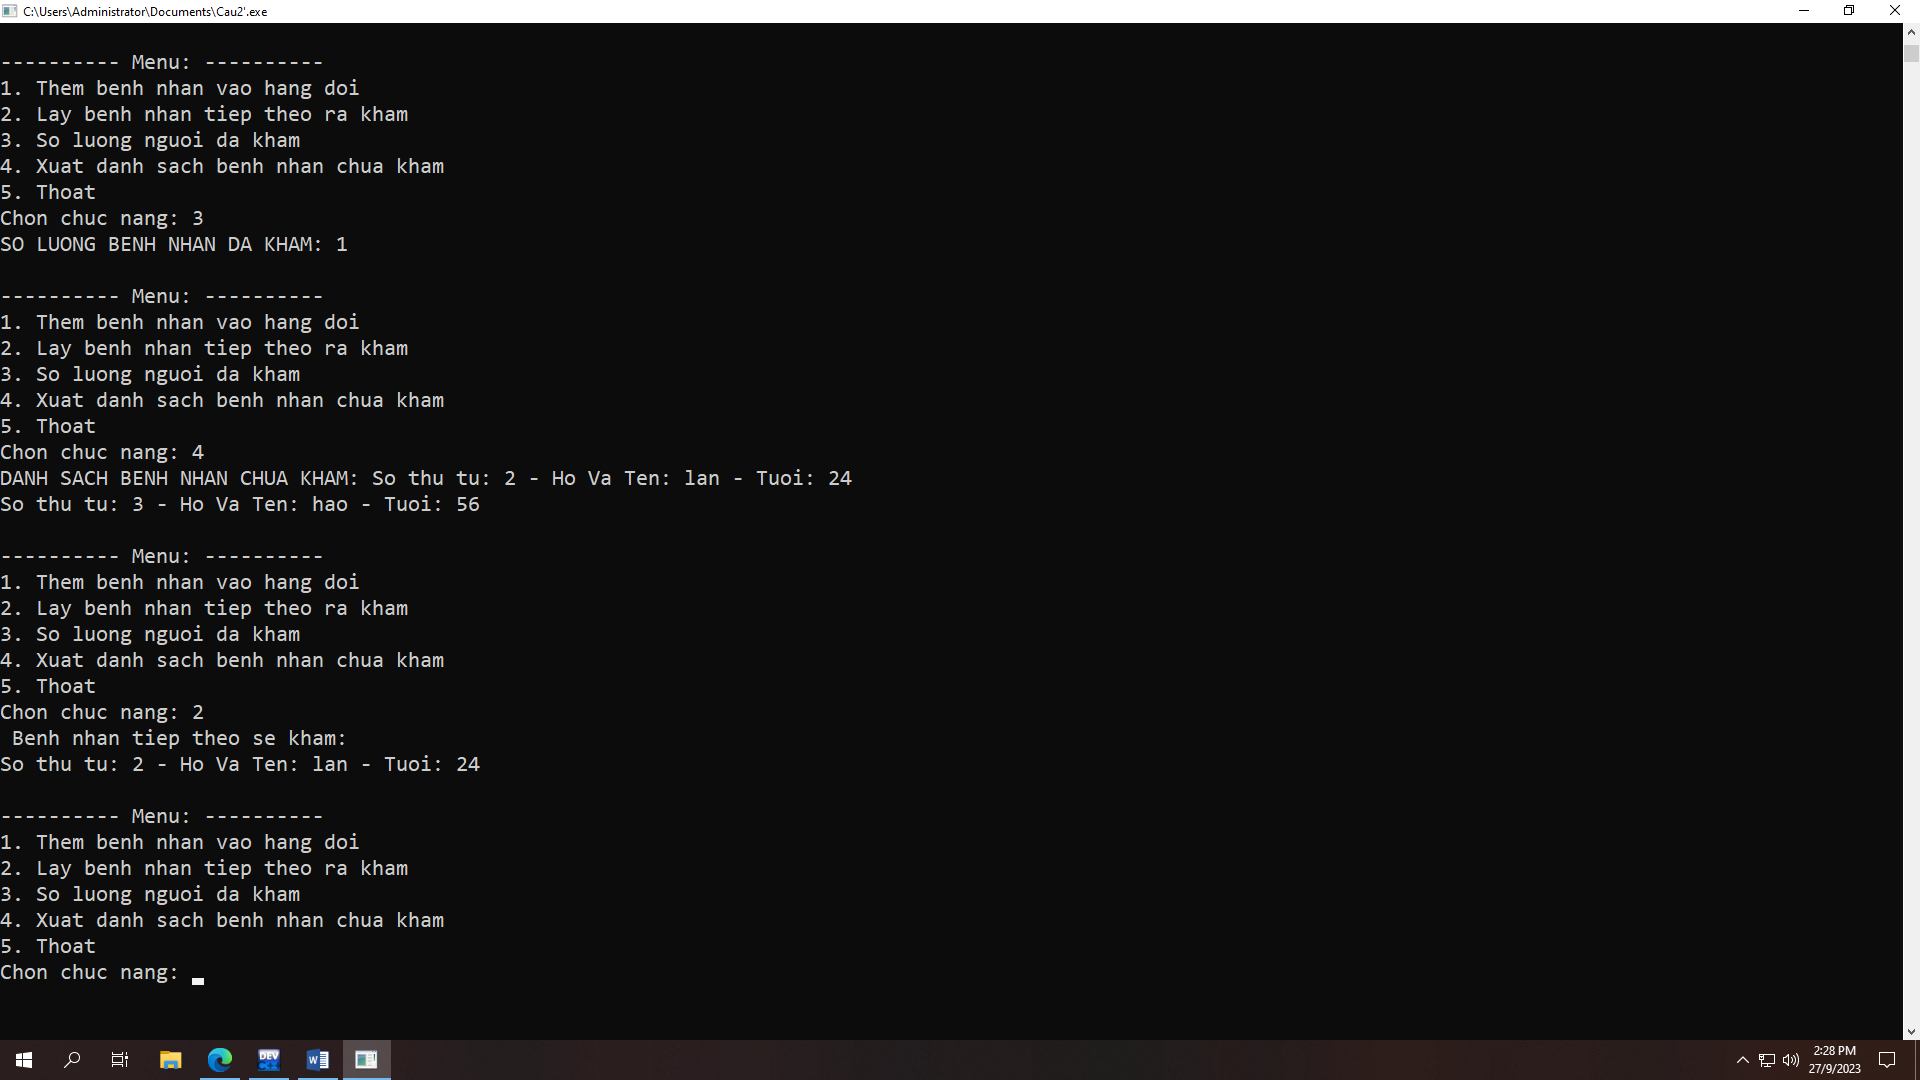 C:\Users\Administrator\Documents\Cau2'.exe
---------- Menu: ----------
1. Them benh nhan vao hang doi
2. Lay benh nhan tiep theo ra kham
3. So luong nguoi da kham
4. Xuat danh sach benh nhan chua kham
5. Thoat
Chon chuc nang: 3
SO LUONG BENH NHAN DA KHAM: 1
---------- Menu: ----------
1. Them benh nhan vao hang doi
2. Lay benh nhan tiep theo ra kham
3. So luong nguoi da kham
4. Xuat danh sach benh nhan chua kham
5. Thoat
Chon chuc nang: 4
DANH SACH BENH NHAN CHUA KHAM: So thu tu: 2 - Ho Va Ten: lan - Tuoi: 24
So thu tu: 3 - Ho Va Ten: hao - Tuoi: 56
---------- Menu: ----------
1. Them benh nhan vao hang doi
2. Lay benh nhan tiep theo ra kham
3. So luong nguoi da kham
4. Xuat danh sach benh nhan chua kham
5. Thoat
Chon chuc nang: 2
Benh nhan tiep theo se kham:
So thu tu: 2 - Ho Va Ten: lan - Tuoi: 24
---------- Menu: ----------
1. Them benh nhan vao hang doi
2. Lay benh nhan tiep theo ra kham
3. So luong nguoi da kham
4. Xuat danh sach benh nhan chua kham
5. Thoat
Chon chuc nang:
DEV
W
2:28 PM
27/9/2023